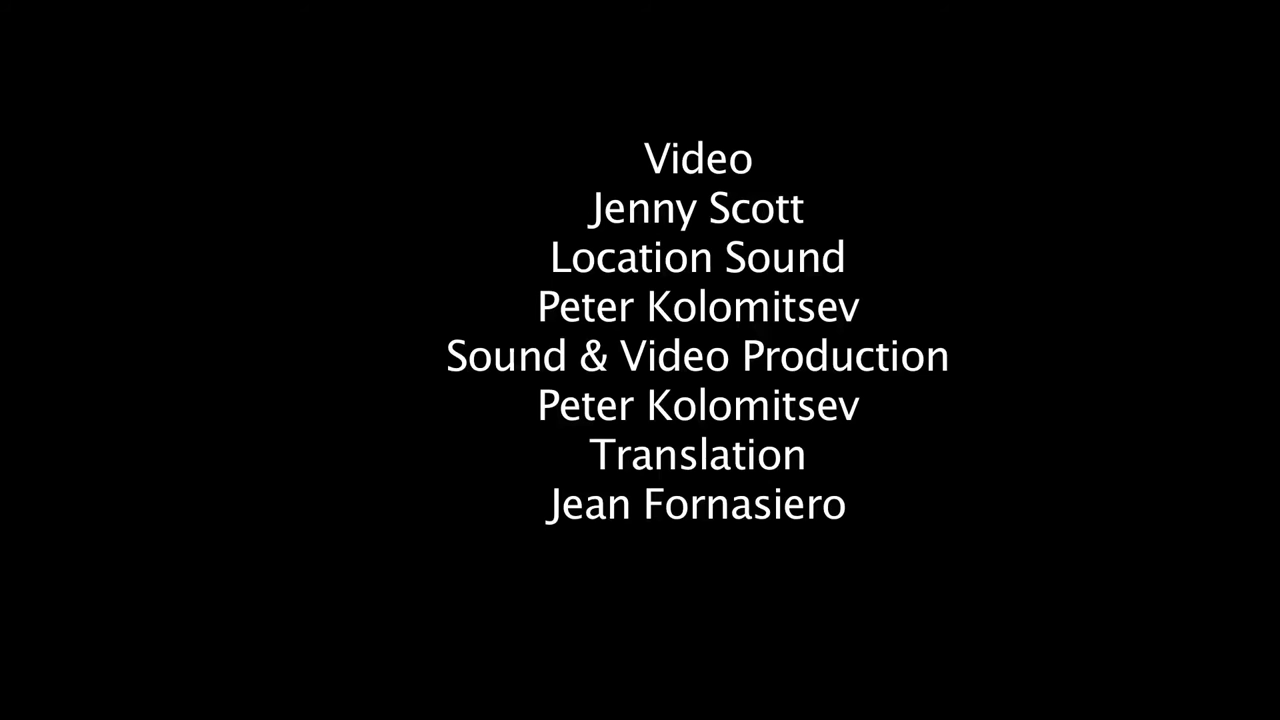 Video
Jenny Scott
Location Sound
Peter Kolomitsev
Sound & Video Production
Peter Kolomitsev
Translation
Jean Fornasiero